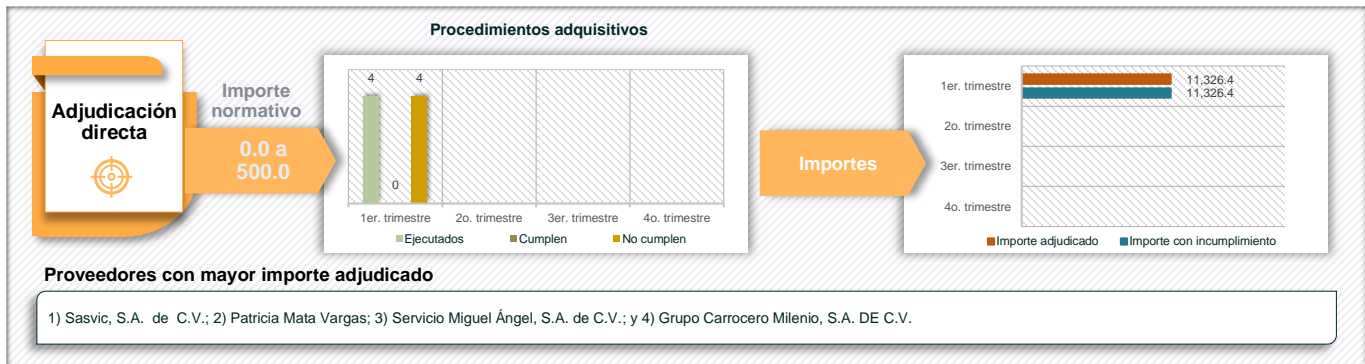 Procedimientos adquisitivos
Adjudicación
directa
Importe
normativo
0.0 a
500.0
4
0
4
1er. trimestre
2o. trimestre
3er. trimestre
4o. trimestre
Ejecutados
Cumplen
No cumplen
Importes
1er. trimestre
11,326.4
11,326.4
2o. trimestre
3er. trimestre
4o. trimestre
Importe adjudicado
Importe con incumplimiento
Proveedores con mayor importe adjudicado
1) Sasvic, S.A. de C.V.; 2) Patricia Mata Vargas; 3) Servicio Miguel Ángel, S.A. de C.V.; y 4) Grupo Carrocero Milenio, S.A. DE C.V.